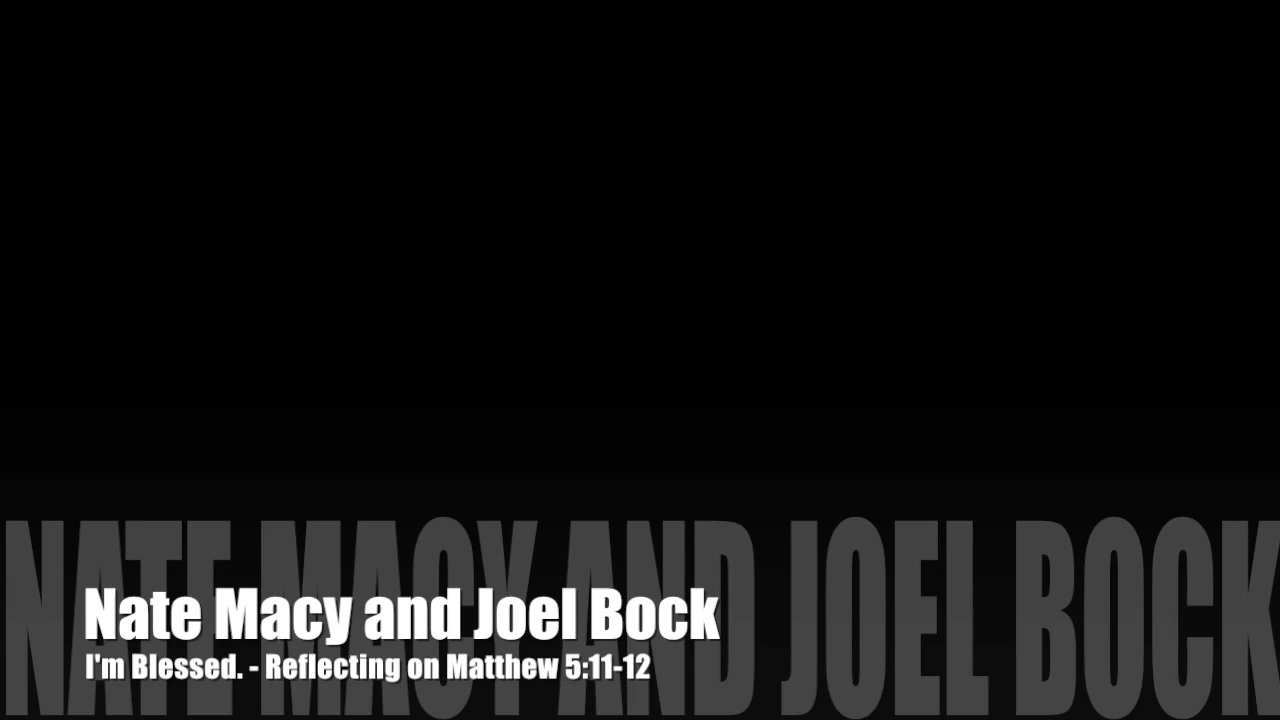 NATE MACY AND JOEL BOCK
Nate Macy and Joel Bock
I'm Blessed. - Reflecting on Matthew 5:11-12